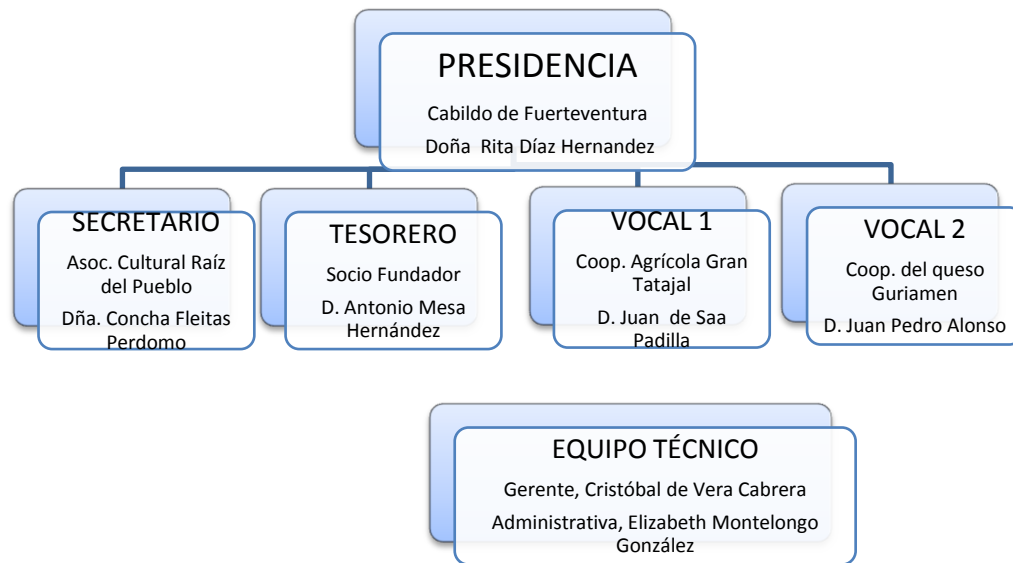 PRESIDENCIA
Cabildo de Fuerteventura
Doña Rita Díaz Hernandez
SECRETARIO
Asoc. Cultural Raíz
del Pueblo
Dña. Concha Fleitas
Perdomo
TESORERO
Socio Fundador
D. Antonio Mesa
Hernández
VOCAL 1
Coop. Agrícola Gran
Tatajal
D. Juan de Saa
Padilla
VOCAL 2
Coop. del queso
Guriamen
D. Juan Pedro Alonso
EQUIPO TÉCNICO
Gerente, Cristóbal de Vera Cabrera
Administrativa, Elizabeth Montelongo
González